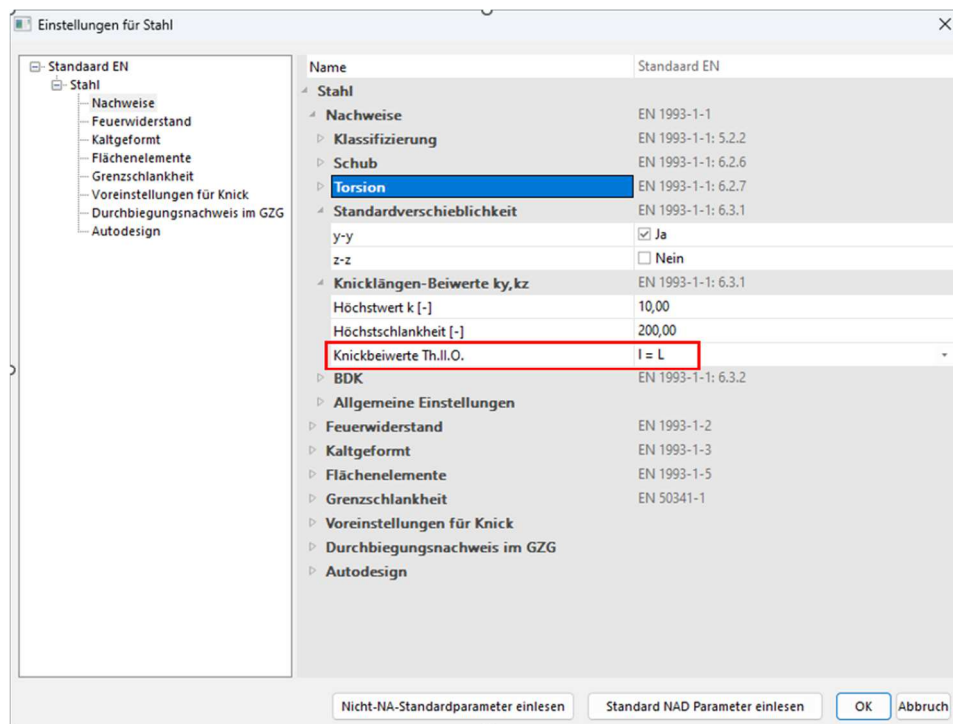 Einstellungen für Stahl
Standaard EN
Stahl
Nachweise
Feuerwiderstand
Kaltgeformt
Flächenelemente
Grenzschlankheit
Voreinstellungen für Knick
Durchbiegungsnachweis im GZG
Autodesign
Name Standaard EN
Stahl
Nachweise EN 1993-1-1
Klassifizierung EN 1993-1-1: 5.2.2
Schub EN 1993-1-1: 6.2.6
Torsion EN 1993-1-1: 6.2.7
Standardverschieblichkeit EN 1993-1-1: 6.3.1
y-y Ja
z-z Nein
Knicklängen-Beiwerte ky,kz EN 1993-1-1: 6.3.1
Höchstwert k [-] 10,00
Höchstschlankheit [-] 200,00
Knickbeiwerte Th.II.O. l = L
BDK EN 1993-1-1: 6.3.2
Allgemeine Einstellungen
Feuerwiderstand EN 1993-1-2
Kaltgeformt EN 1993-1-3
Flächenelemente EN 1993-1-5
Grenzschlankheit EN 50341-1
Voreinstellungen für Knick
Durchbiegungsnachweis im GZG
Autodesign
Nicht-NA-Standardparameter einlesen Standard NAD Parameter einlesen OK Abbruch